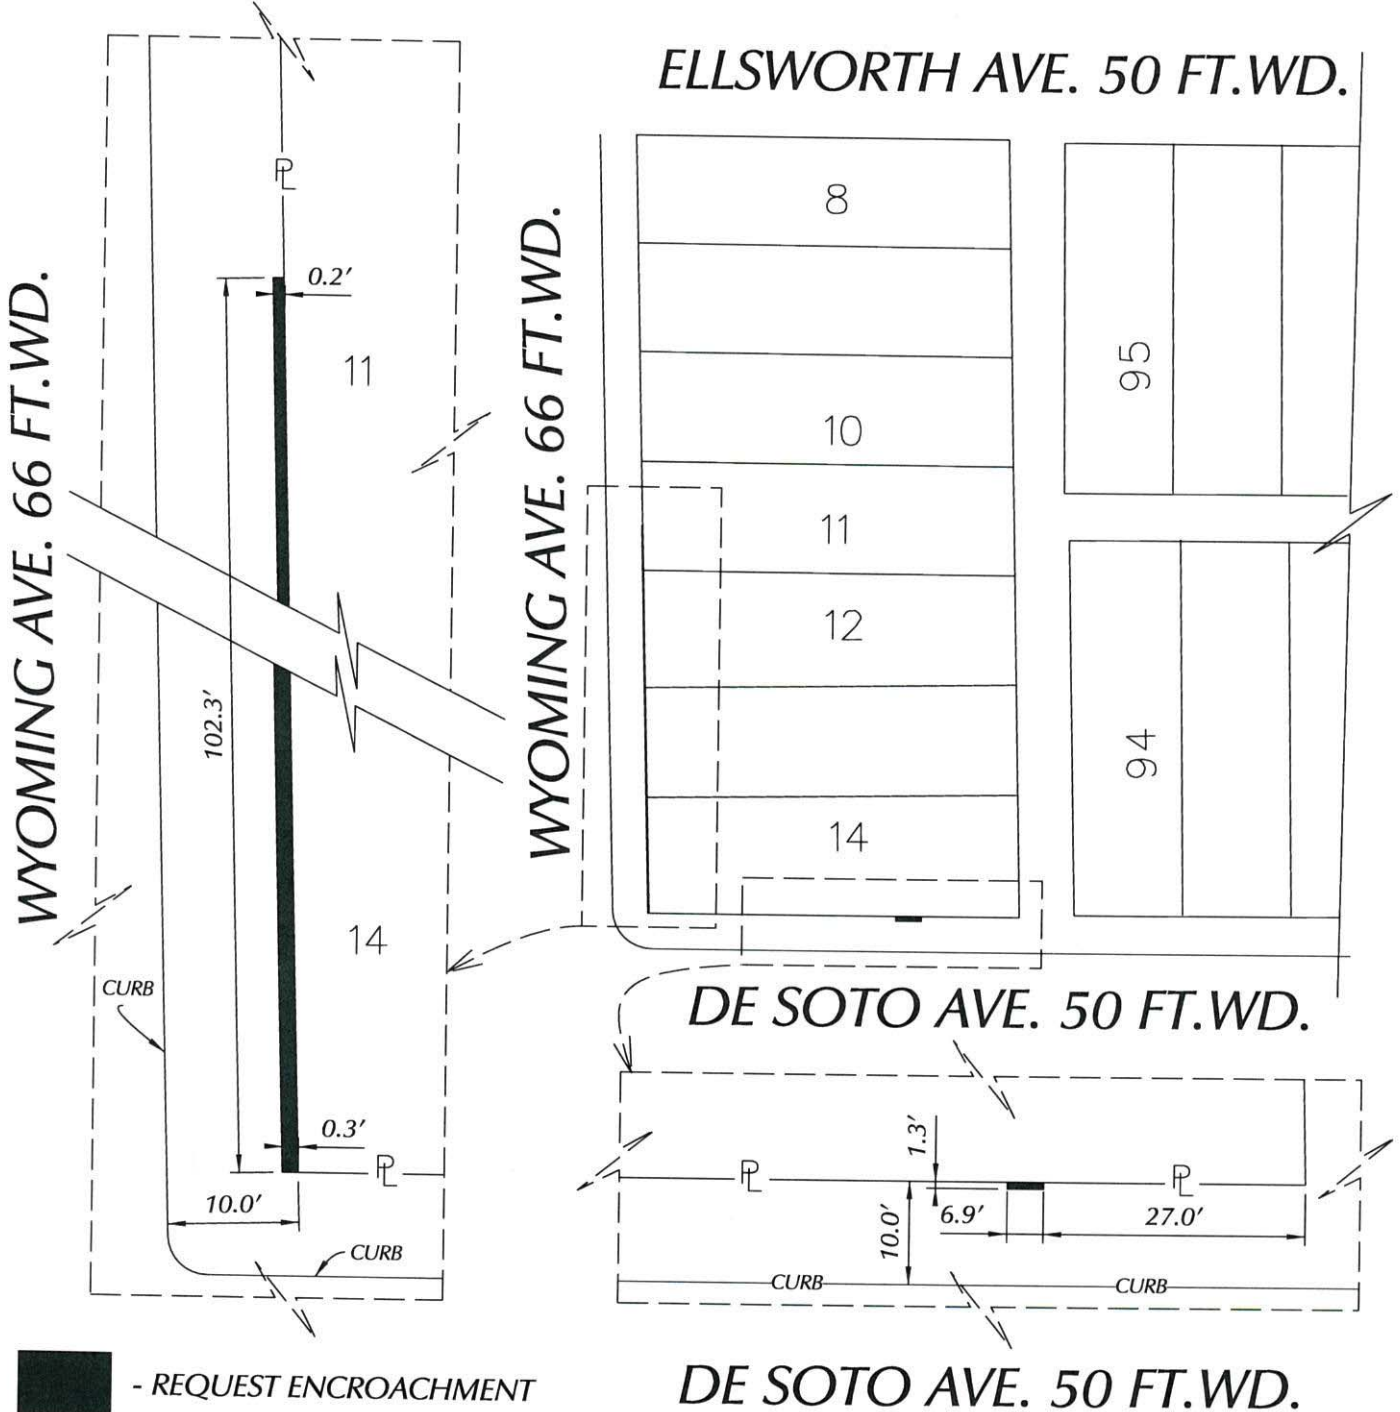 ELLSWORTH AVE. 50 FT.WD.
WYOMING AVE. 66 FT.WD.
PL
0.2'
11
102.3'
14
CURB
0.3'
PL
10.0'
CURB
WYOMING AVE. 66 FT.WD.
8
10
11
12
14
95
94
DE SOTO AVE. 50 FT.WD.
1.3'
PL
PL
10.0'
6.9'
27.0'
CURB
CURB
- REQUEST ENCROACHMENT
DE SOTO AVE. 50 FT.WD.